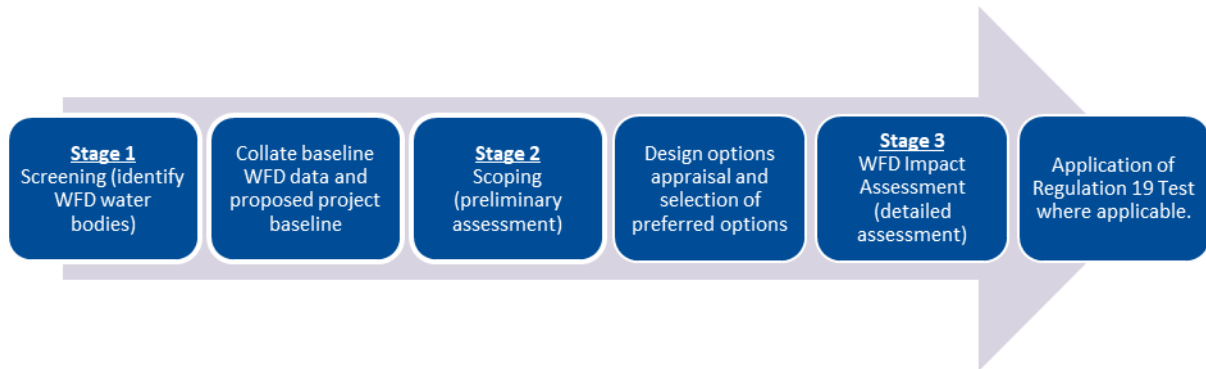 Stage 1
Screening (identify
WFD water
bodies)
Collate baseline
WFD data and
proposed project
baseline
Stage 2
Scoping
(preliminary
assessment)
Design options
appraisal and
selection of
preferred options
Stage 3
WFD Impact
Assessment
(detailed
assessment)
Application of
Regulation 19 Test
where applicable.